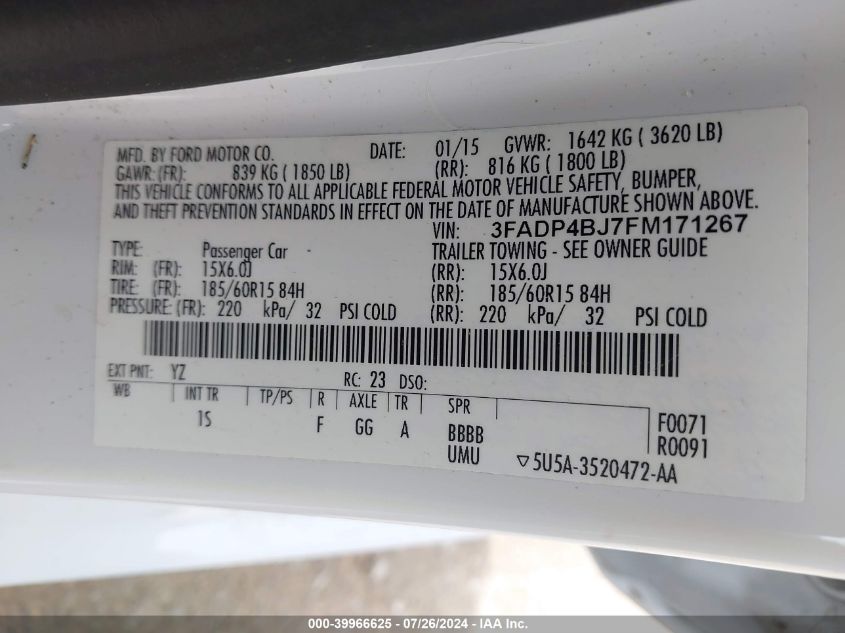 MFD. BY FORD MOTOR CO. DATE: 01/15 GVWR: 1642 KG ( 3620 LB)
GAWR: (FR): 839 KG ( 1850 LB) (RR): 816 KG ( 1800 LB)
THIS VEHICLE CONFORMS TO ALL APPLICABLE FEDERAL MOTOR VEHICLE SAFETY, BUMPER,
AND THEFT PREVENTION STANDARDS IN EFFECT ON THE DATE OF MANUFACTURE SHOWN ABOVE.
VIN: 3FADP4BJ7FM171267
TYPE: Passenger Car TRAILER TOWING - SEE OWNER GUIDE
RIM: (FR): 15X6.0J (RR): 15X6.0J
TIRE: (FR): 185/60R15 84H (RR): 185/60R15 84H
PRESSURE: (FR): 220 kPa/ 32 PSI COLD (RR): 220 kPa/ 32 PSI COLD
EXT PNT: YZ RC: 23 DSO:
WB INT TR TP/PS R AXLE TR SPR
1S F GG A BBBB F0071
UMU R0091
▽5U5A-3520472-AA
000-39966625 - 07/26/2024 - IAA Inc.